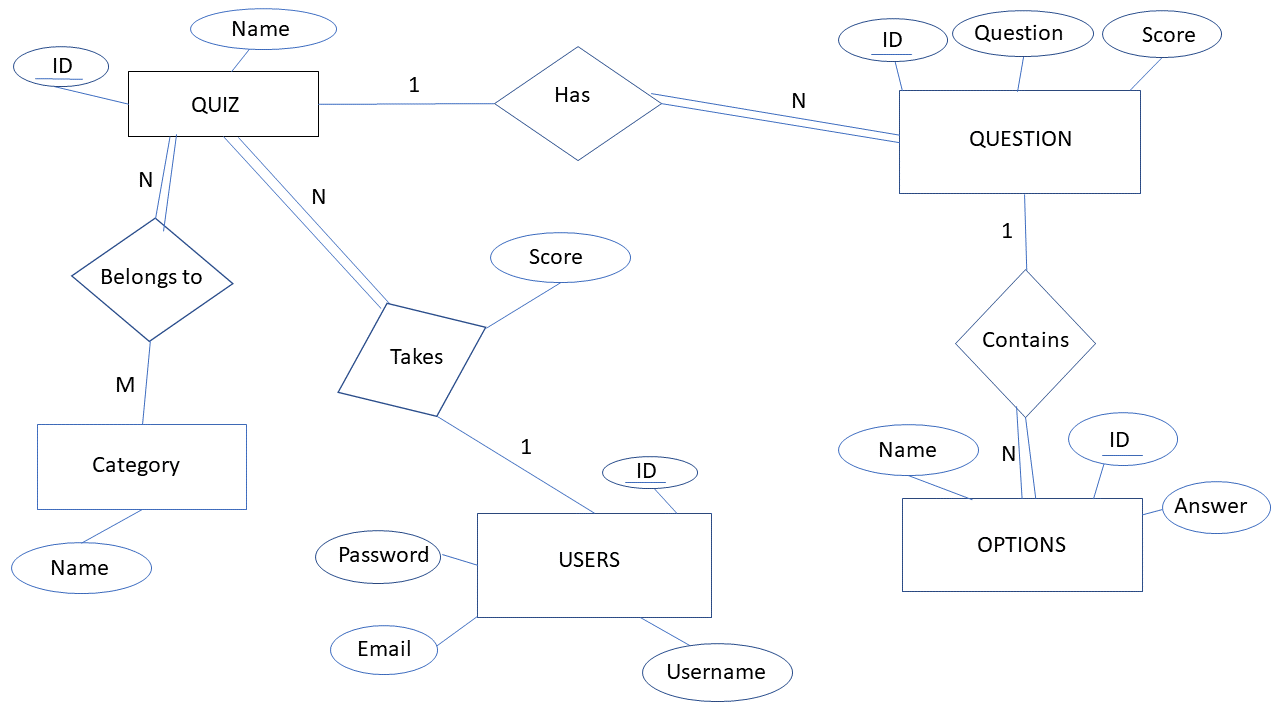 Name
ID
QUIZ
1
Has
N
ID
Question
Score
QUESTION
N
Belongs to
M
Category
Name
N
Takes
Score
1
ID
USERS
Password
Email
Username
1
Contains
N
Name
ID
Answer
OPTIONS